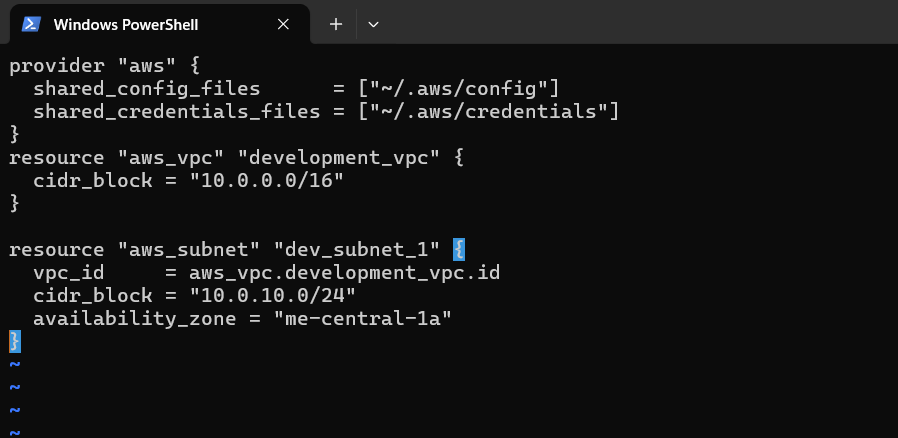 Windows PowerShell
provider "aws" {
  shared_config_files      = ["~/.aws/config"]
  shared_credentials_files = ["~/.aws/credentials"]
}
resource "aws_vpc" "development_vpc" {
  cidr_block = "10.0.0.0/16"
}

resource "aws_subnet" "dev_subnet_1" {
  vpc_id     = aws_vpc.development_vpc.id
  cidr_block = "10.0.10.0/24"
  availability_zone = "me-central-1a"
}
~
~
~
~